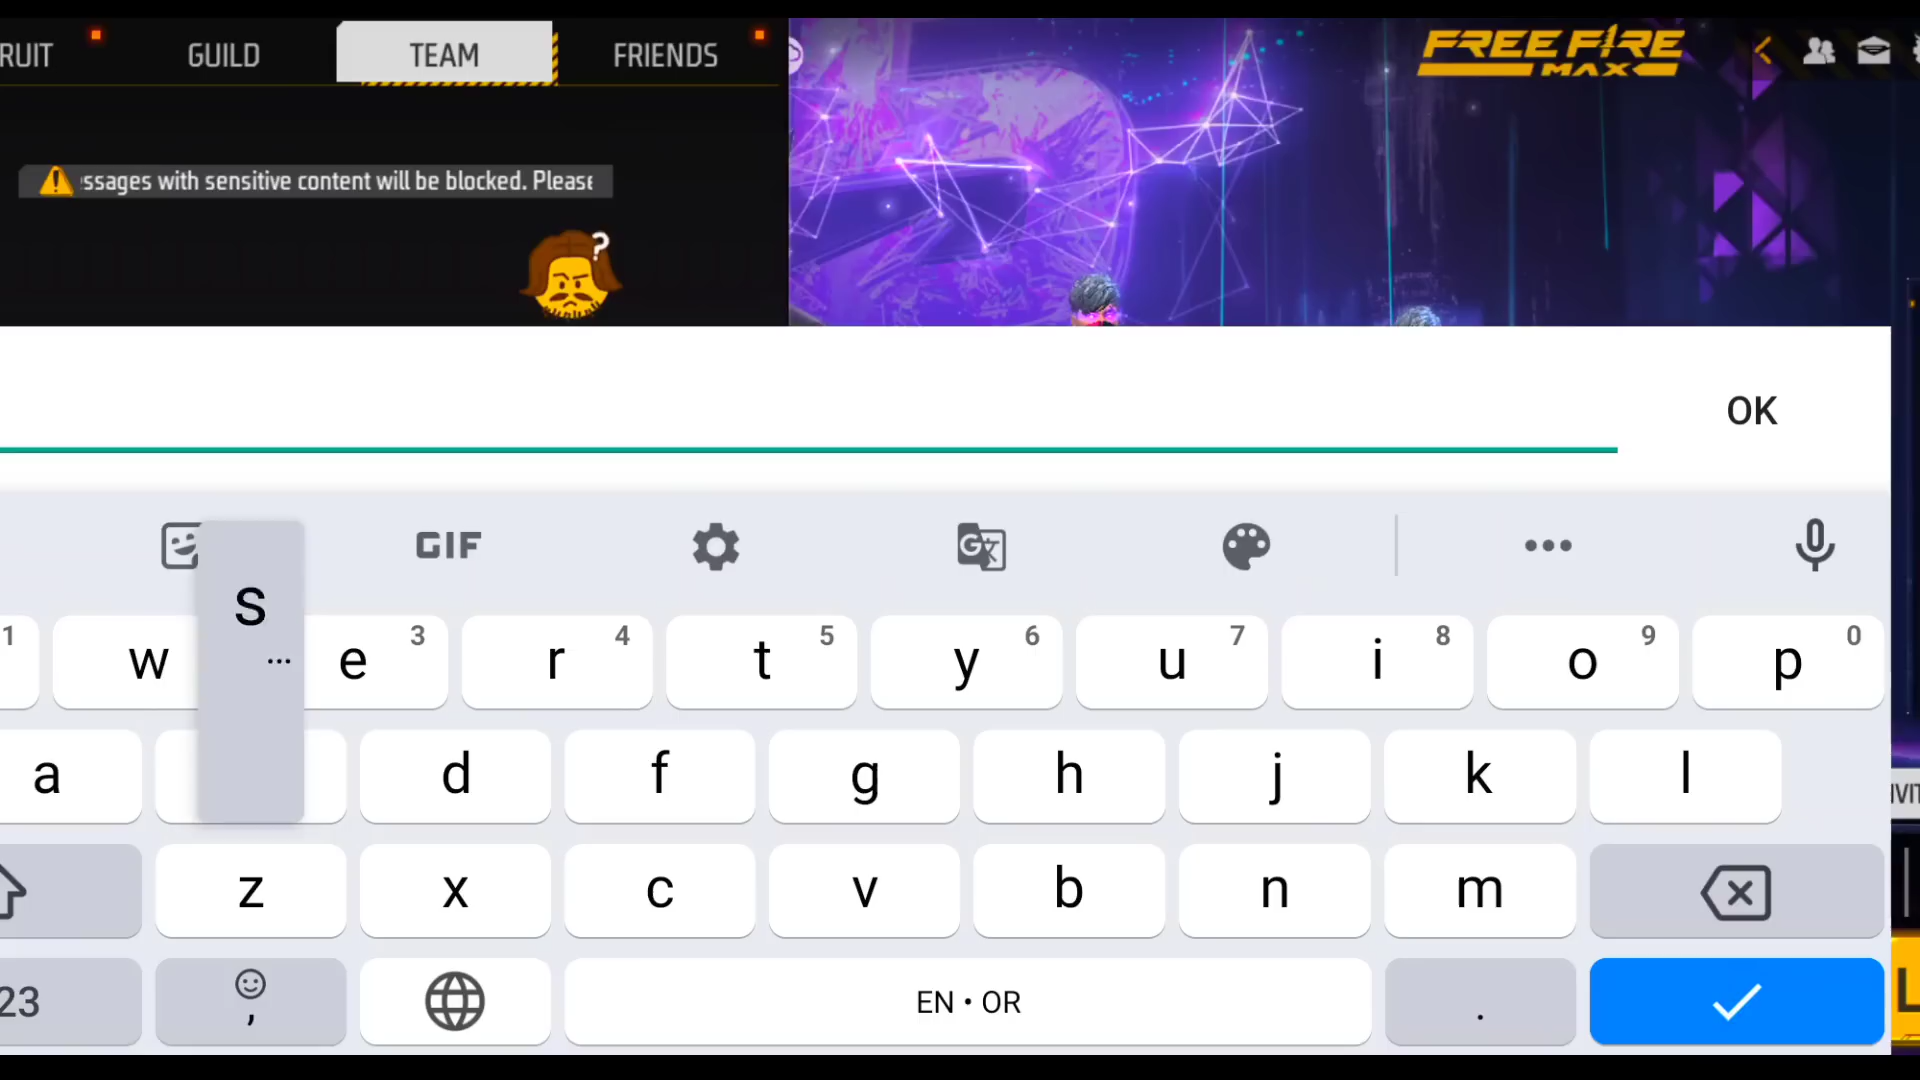 RUIT GUILD TEAM FRIENDS
FREE FIRE
MAX
ssages with sensitive content will be blocked. Please
?
OK
GIF
s
...
1 w e 3 r 4 t 5 y 6 u 7 i 8 o 9 p 0
a d f g h j k l
z x c v b n m
23 , EN • OR .
VIT
L